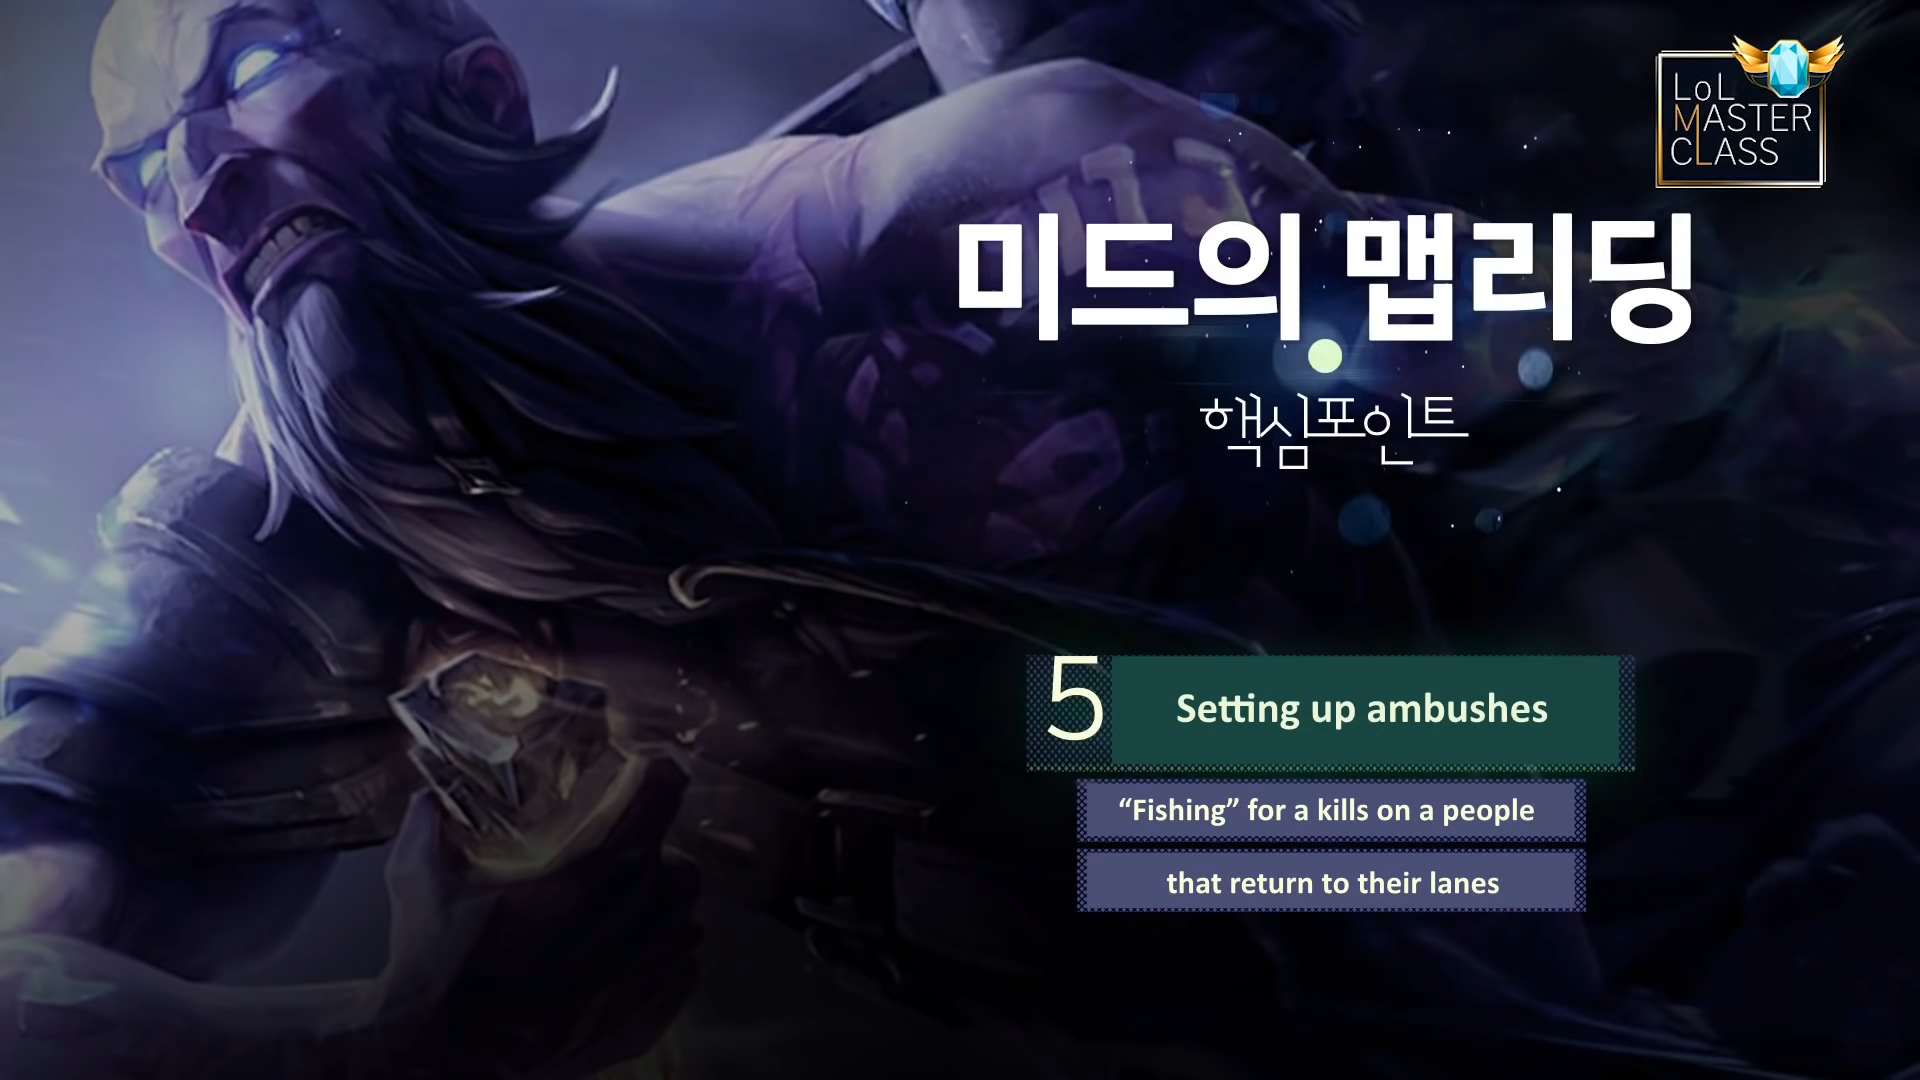 LoL
MASTER
CLASS
미드의 맵리딩
핵심포인트
5
Setting up ambushes
“Fishing” for a kills on a people
that return to their lanes